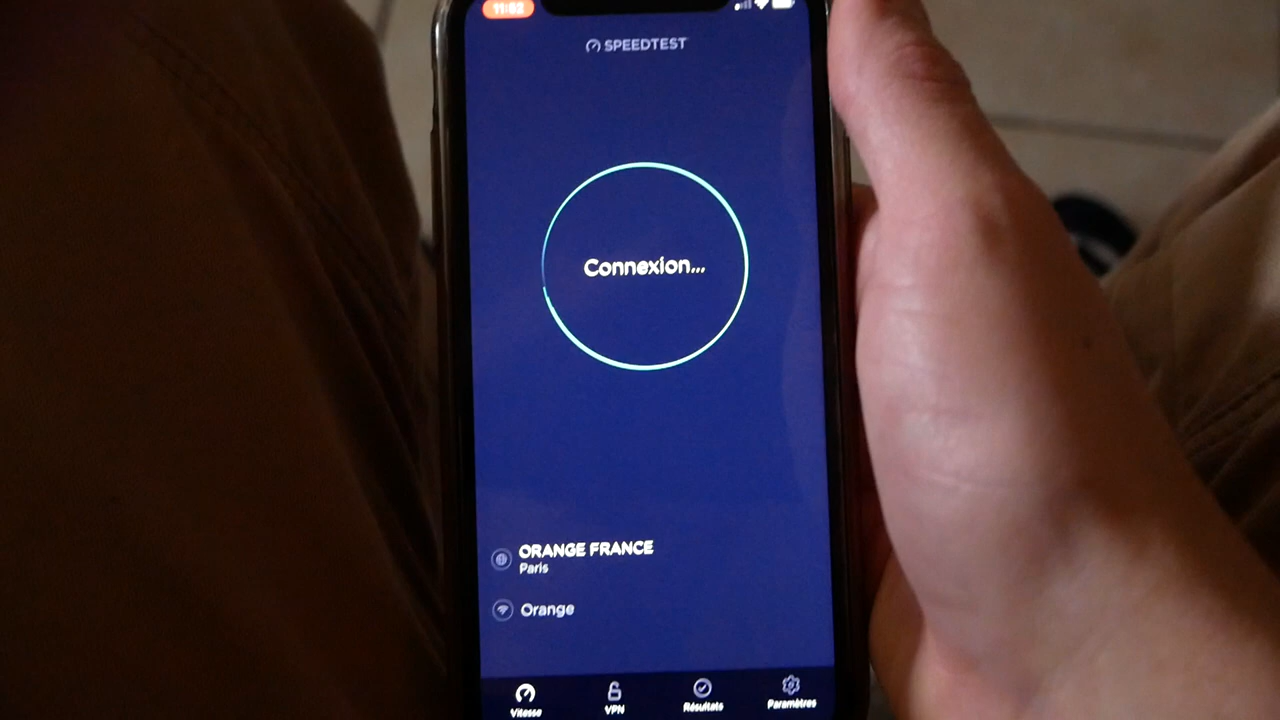 11:02
SPEEDTEST
Connexion...
ORANGE FRANCE
Paris
Orange
Vitesse
VPN
Résultats
Paramètres